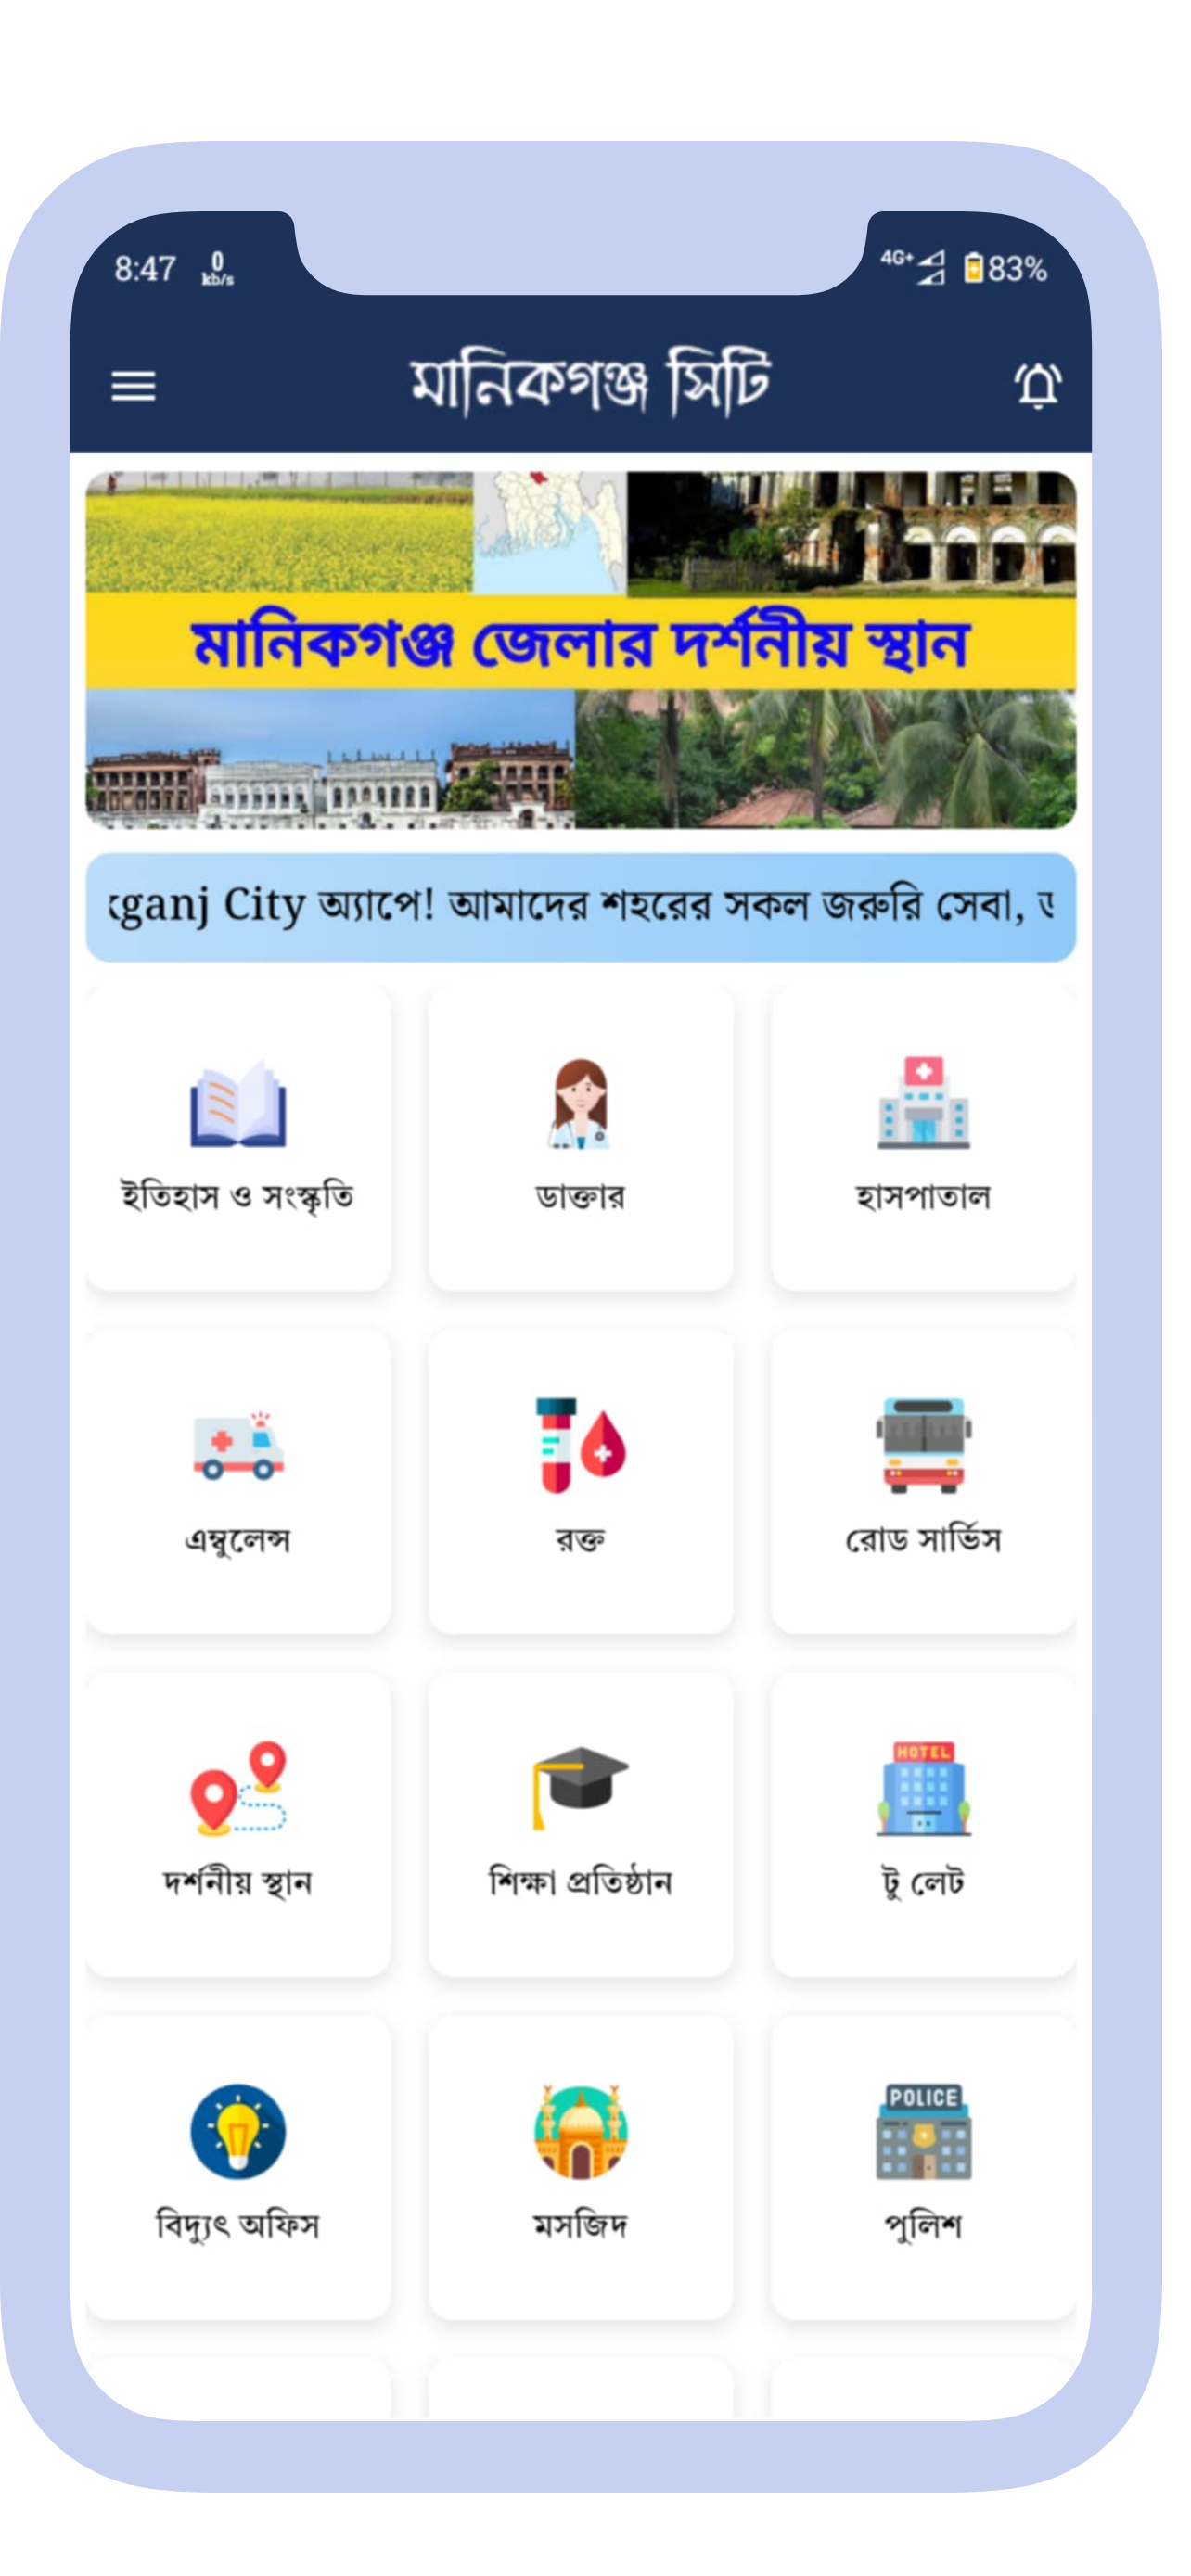 8:47
0
kb/s
4G+
83%
মানিকগঞ্জ সিটি
মানিকগঞ্জ জেলার দর্শনীয় স্থান
ganj City অ্যাপে! আমাদের শহরের সকল জরুরি সেবা,
ইতিহাস ও সংস্কৃতি
ডাক্তার
হাসপাতাল
এম্বুলেন্স
রক্ত
রোড সার্ভিস
HOTEL
দর্শনীয় স্থান
শিক্ষা প্রতিষ্ঠান
টু লেট
POLICE
বিদ্যুৎ অফিস
মসজিদ
পুলিশ